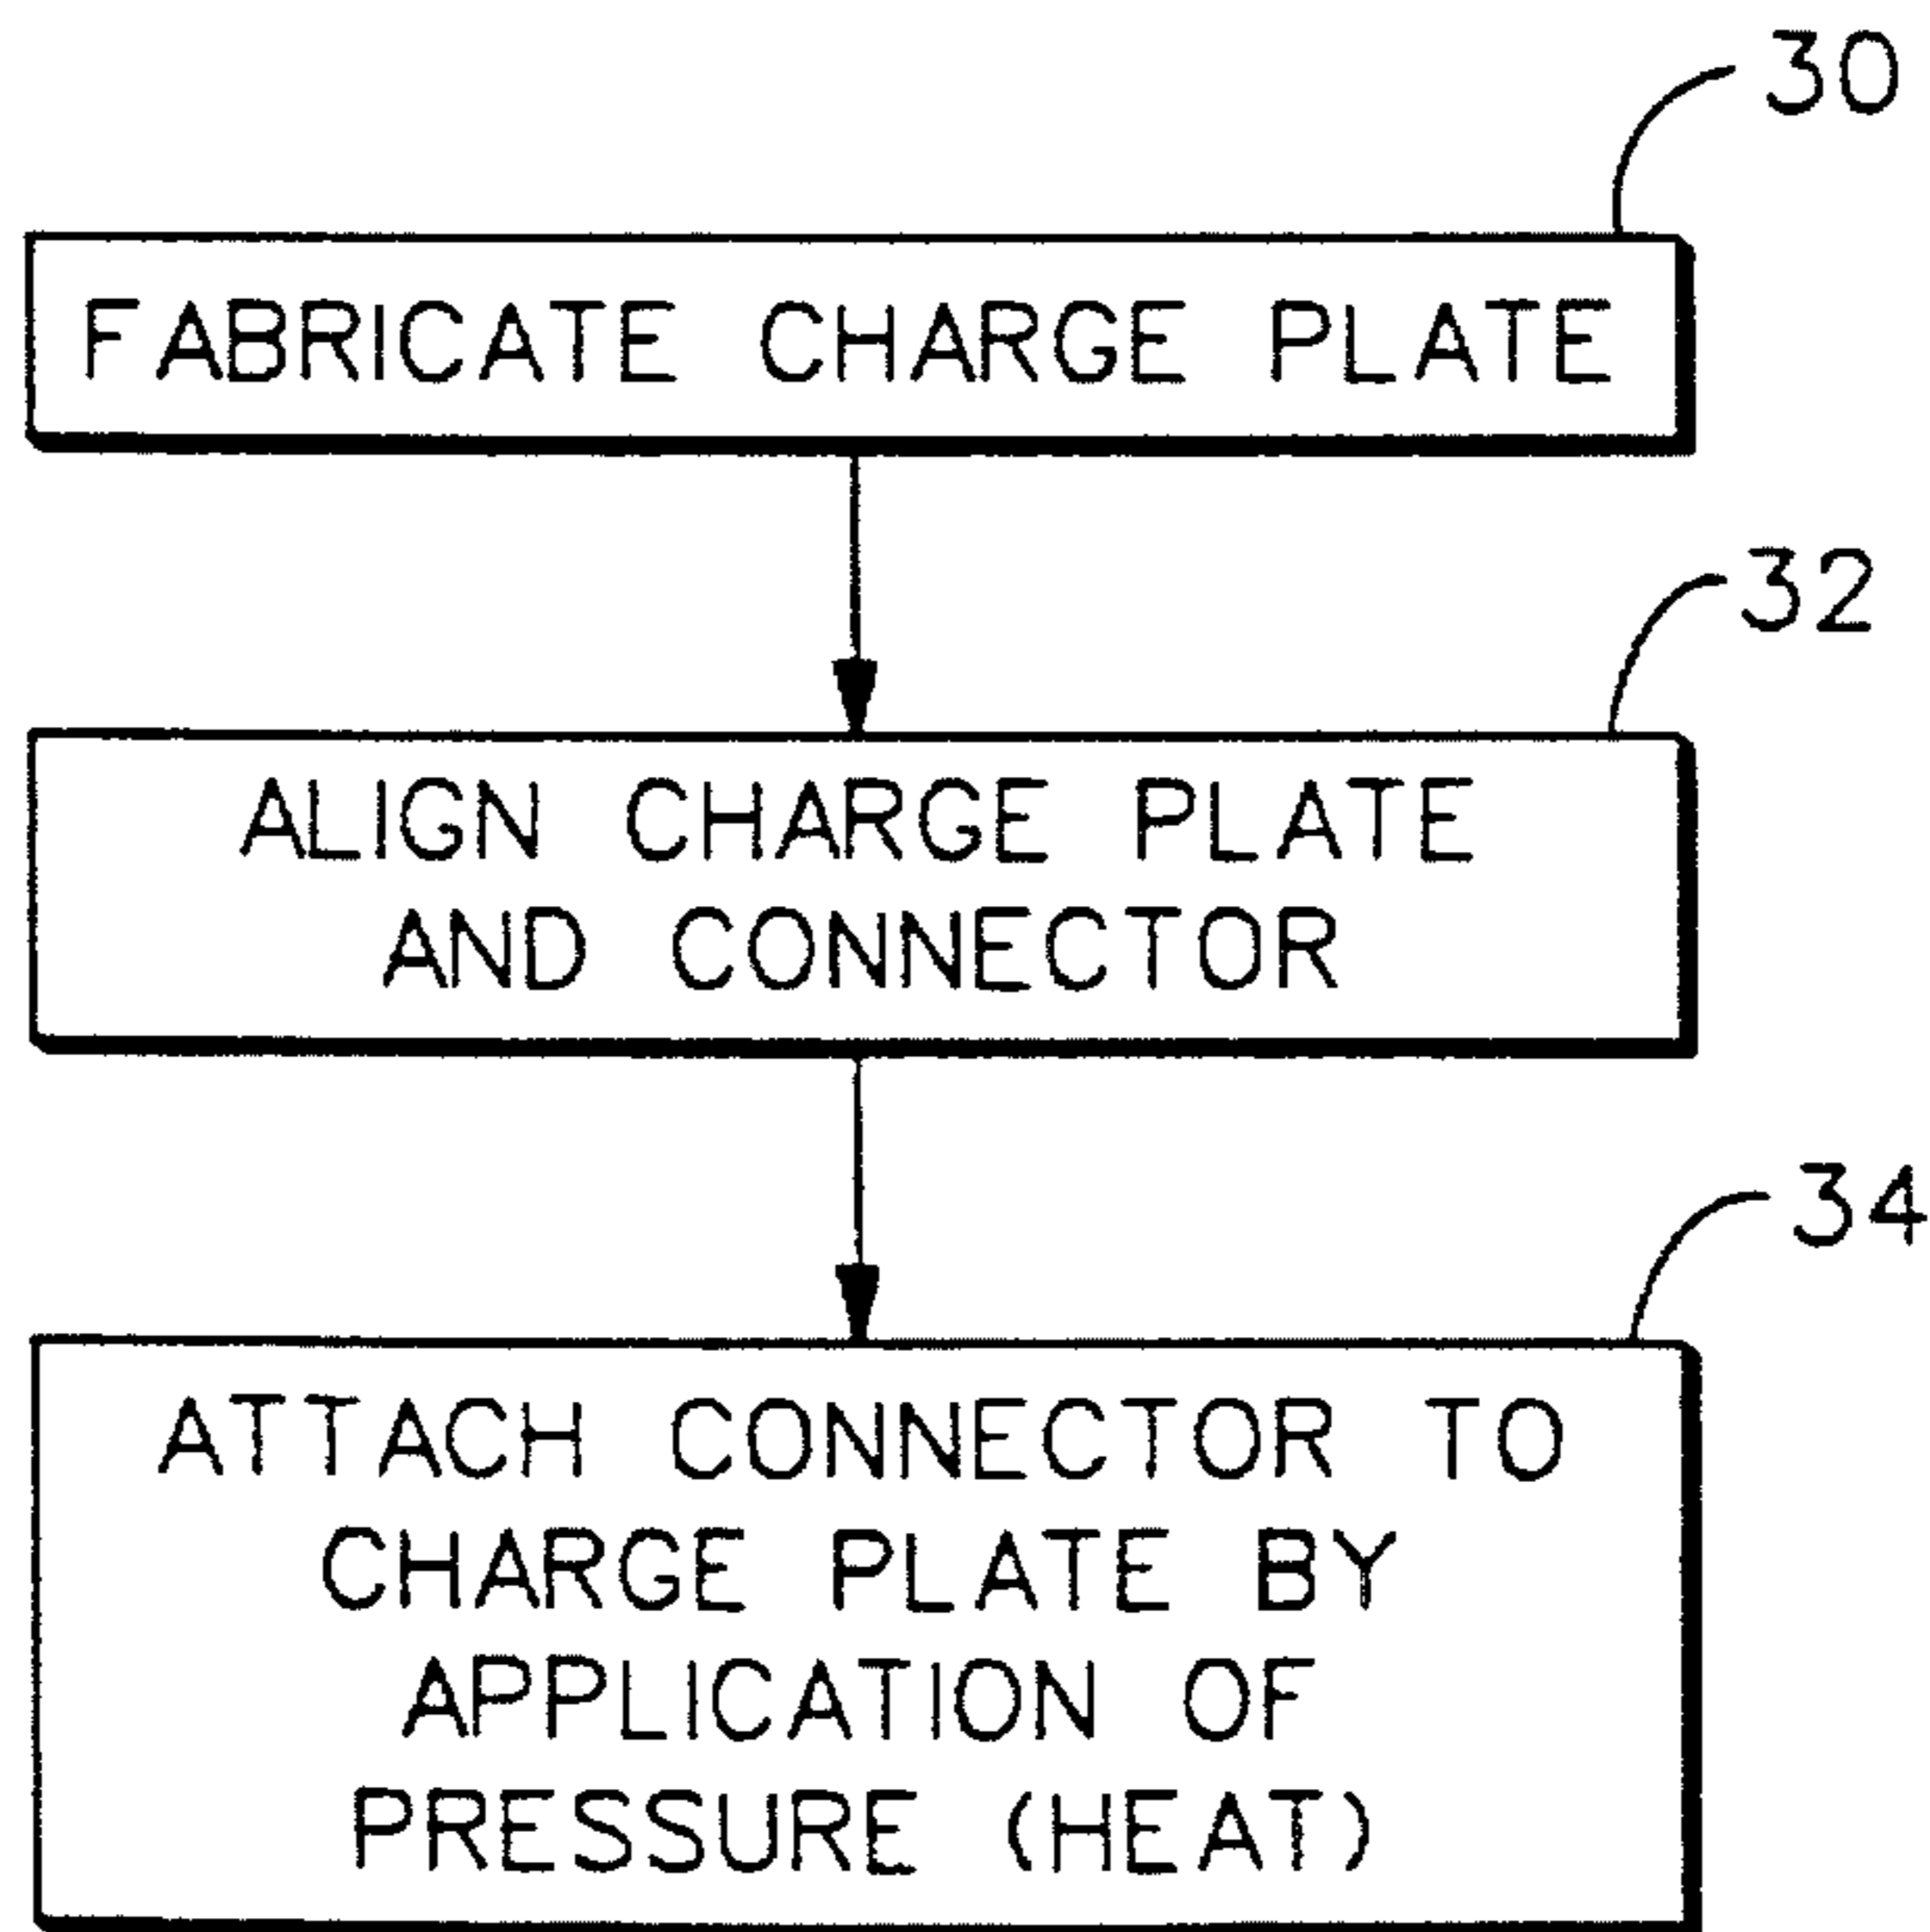 30
FABRICATE CHARGE PLATE
32
ALIGN CHARGE PLATE
AND CONNECTOR
34
ATTACH CONNECTOR TO
CHARGE PLATE BY
APPLICATION OF
PRESSURE (HEAT)